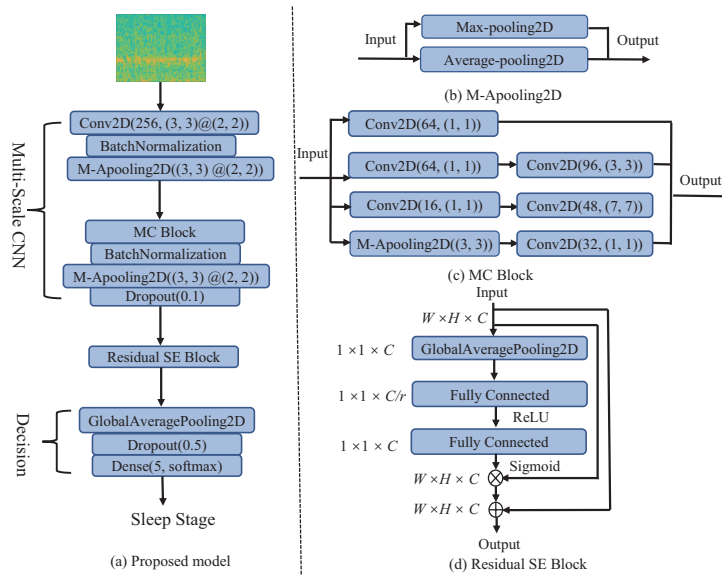 Conv2D(256, (3, 3)@(2, 2))
BatchNormalization
M-Apooling2D((3, 3) @(2, 2))
Multi-Scale CNN
MC Block
BatchNormalization
M-Apooling2D((3, 3) @(2, 2))
Dropout(0.1)
Residual SE Block
Decision
GlobalAveragePooling2D
Dropout(0.5)
Dense(5, softmax)
Sleep Stage
(a) Proposed model
Input
Max-pooling2D
Average-pooling2D
Output
(b) M-Apooling2D
Input
Conv2D(64, (1, 1))
Conv2D(64, (1, 1))
Conv2D(96, (3, 3))
Conv2D(16, (1, 1))
Conv2D(48, (7, 7))
M-Apooling2D((3, 3))
Conv2D(32, (1, 1))
Output
(c) MC Block
Input
W ×H × C
1 ×1 × C
GlobalAveragePooling2D
1 ×1 × C/r
Fully Connected
ReLU
1 ×1 × C
Fully Connected
Sigmoid
W ×H × C
W ×H × C
Output
(d) Residual SE Block